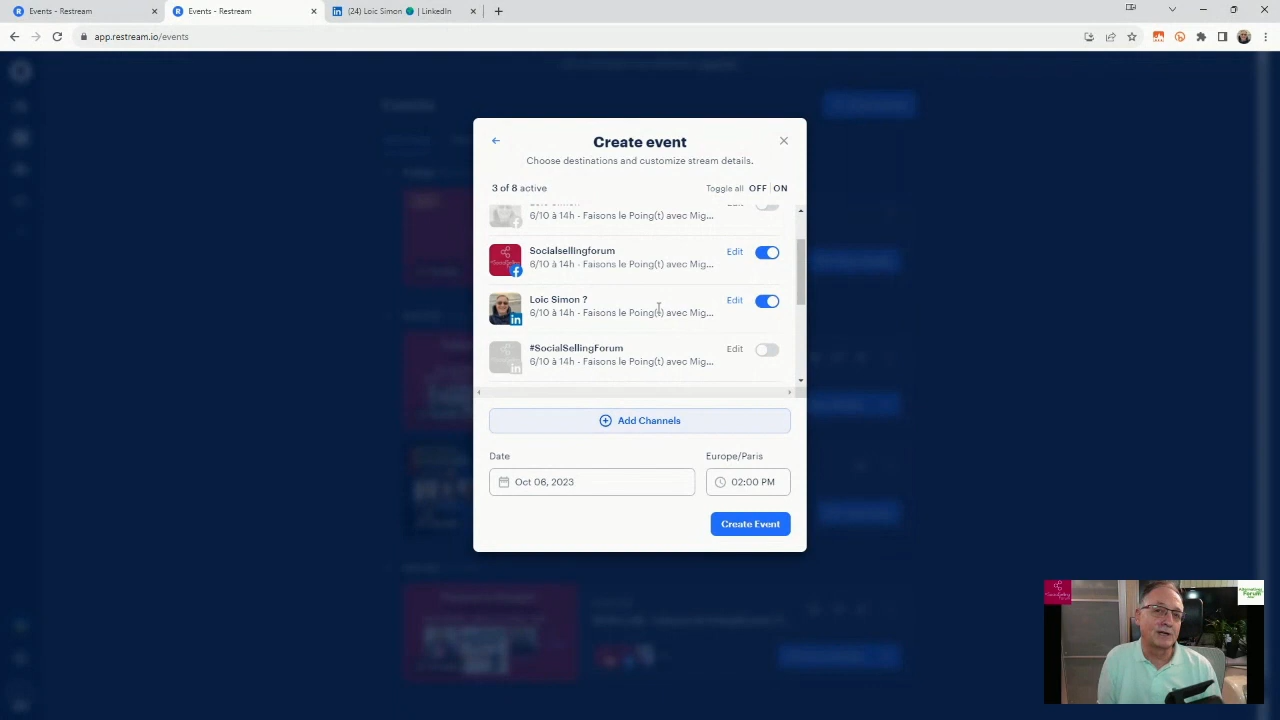 Events - Restream
Events - Restream
(24) Loic Simon | LinkedIn
app.restream.io/events
Create event
Choose destinations and customize stream details.
3 of 8 active
Toggle all OFF ON
Loic Simon
Edit
6/10 à 14h - Faisons le Poing(t) avec Mig...
Socialsellingforum
Edit
6/10 à 14h - Faisons le Poing(t) avec Mig...
Loic Simon ?
Edit
6/10 à 14h - Faisons le Poing(t) avec Mig...
#SocialSellingForum
Edit
6/10 à 14h - Faisons le Poing(t) avec Mig...
Add Channels
Date
Europe/Paris
Oct 06, 2023
02:00 PM
Create Event